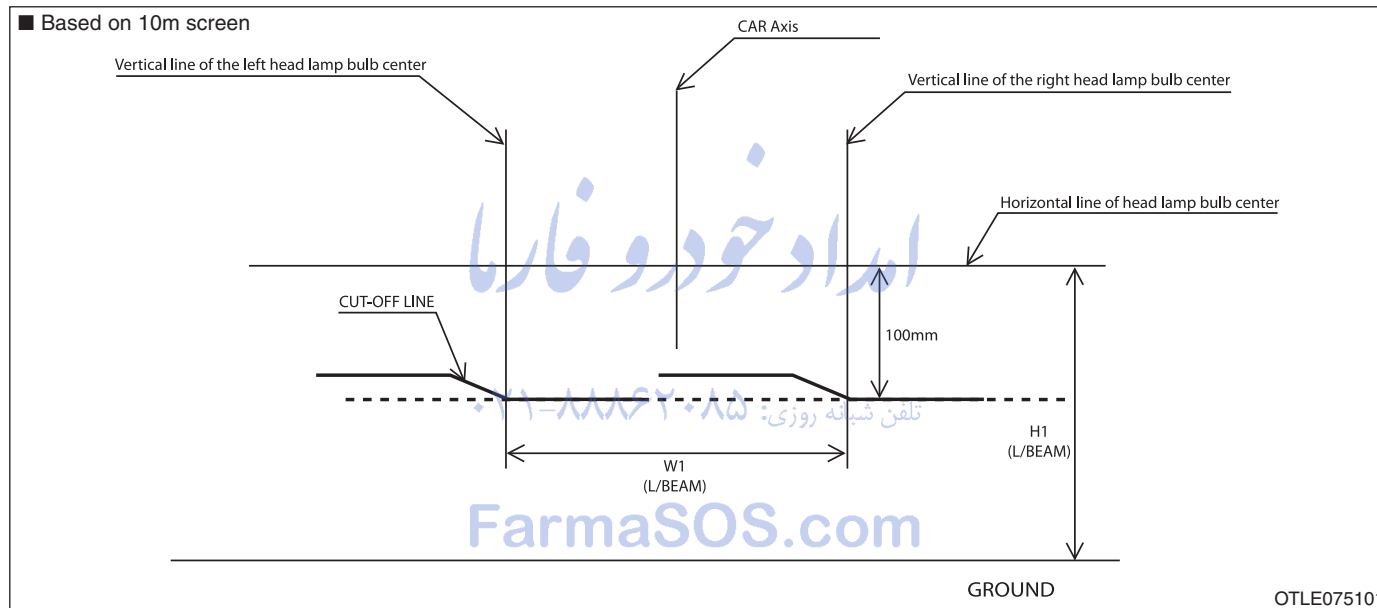 ■ Based on 10m screen
CAR Axis
Vertical line of the left head lamp bulb center
Vertical line of the right head lamp bulb center
Horizontal line of head lamp bulb center
امداد خودرو فارما
CUT-OFF LINE
100mm
تلفن شبانه روزی: ۰۲۱-۸۸۸۶۲۰۸۵
H1
(L/BEAM)
W1
(L/BEAM)
FarmaSOS.com
GROUND
OTLE075101